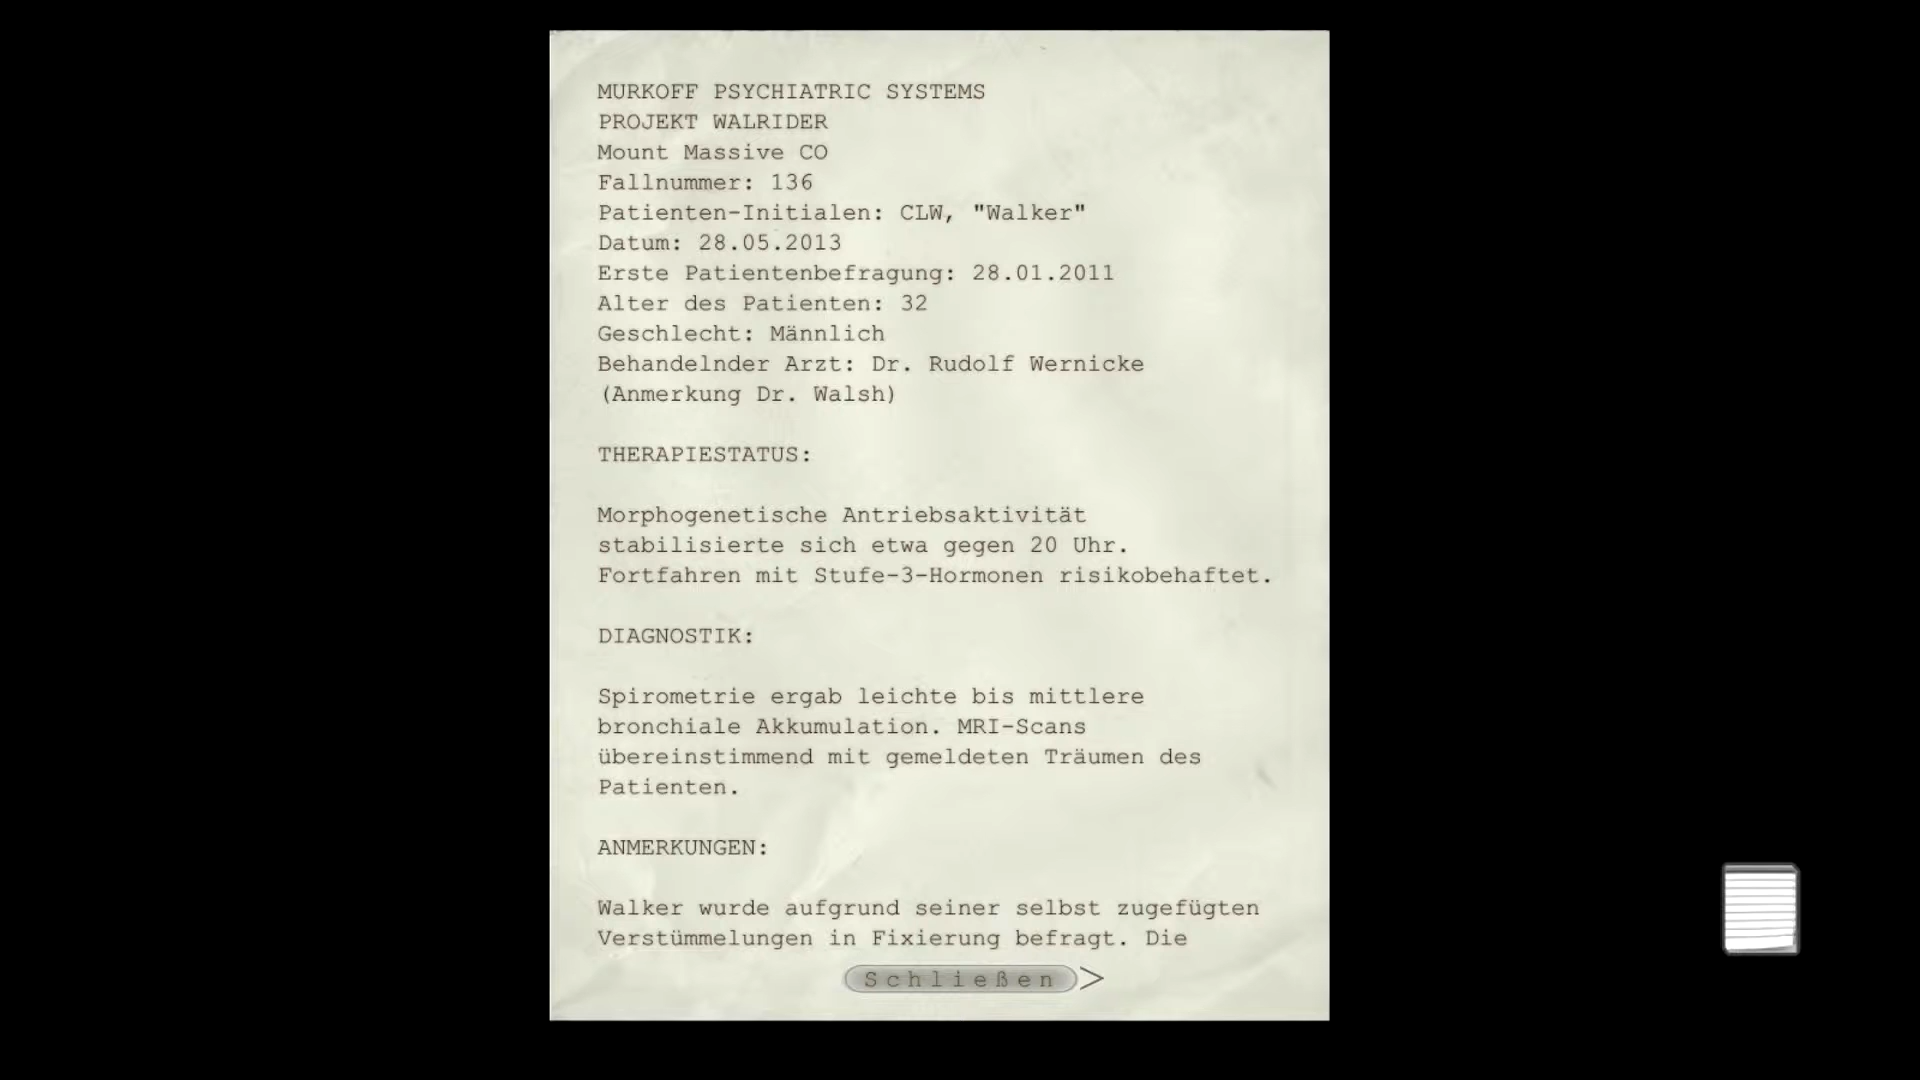 MURKOFF PSYCHIATRIC SYSTEMS
PROJEKT WALRIDER
Mount Massive CO
Fallnummer: 136
Patienten-Initialen: CLW, "Walker"
Datum: 28.05.2013
Erste Patientenbefragung: 28.01.2011
Alter des Patienten: 32
Geschlecht: Männlich
Behandelnder Arzt: Dr. Rudolf Wernicke
(Anmerkung Dr. Walsh)
THERAPIESTATUS:
Morphogenetische Antriebsaktivität
stabilisierte sich etwa gegen 20 Uhr.
Fortfahren mit Stufe-3-Hormonen risikobehaftet.
DIAGNOSTIK:
Spirometrie ergab leichte bis mittlere
bronchiale Akkumulation. MRI-Scans
übereinstimmend mit gemeldeten Träumen des
Patienten.
ANMERKUNGEN:
Walker wurde aufgrund seiner selbst zugefügten
Verstümmelungen in Fixierung befragt. Die
Schließen >